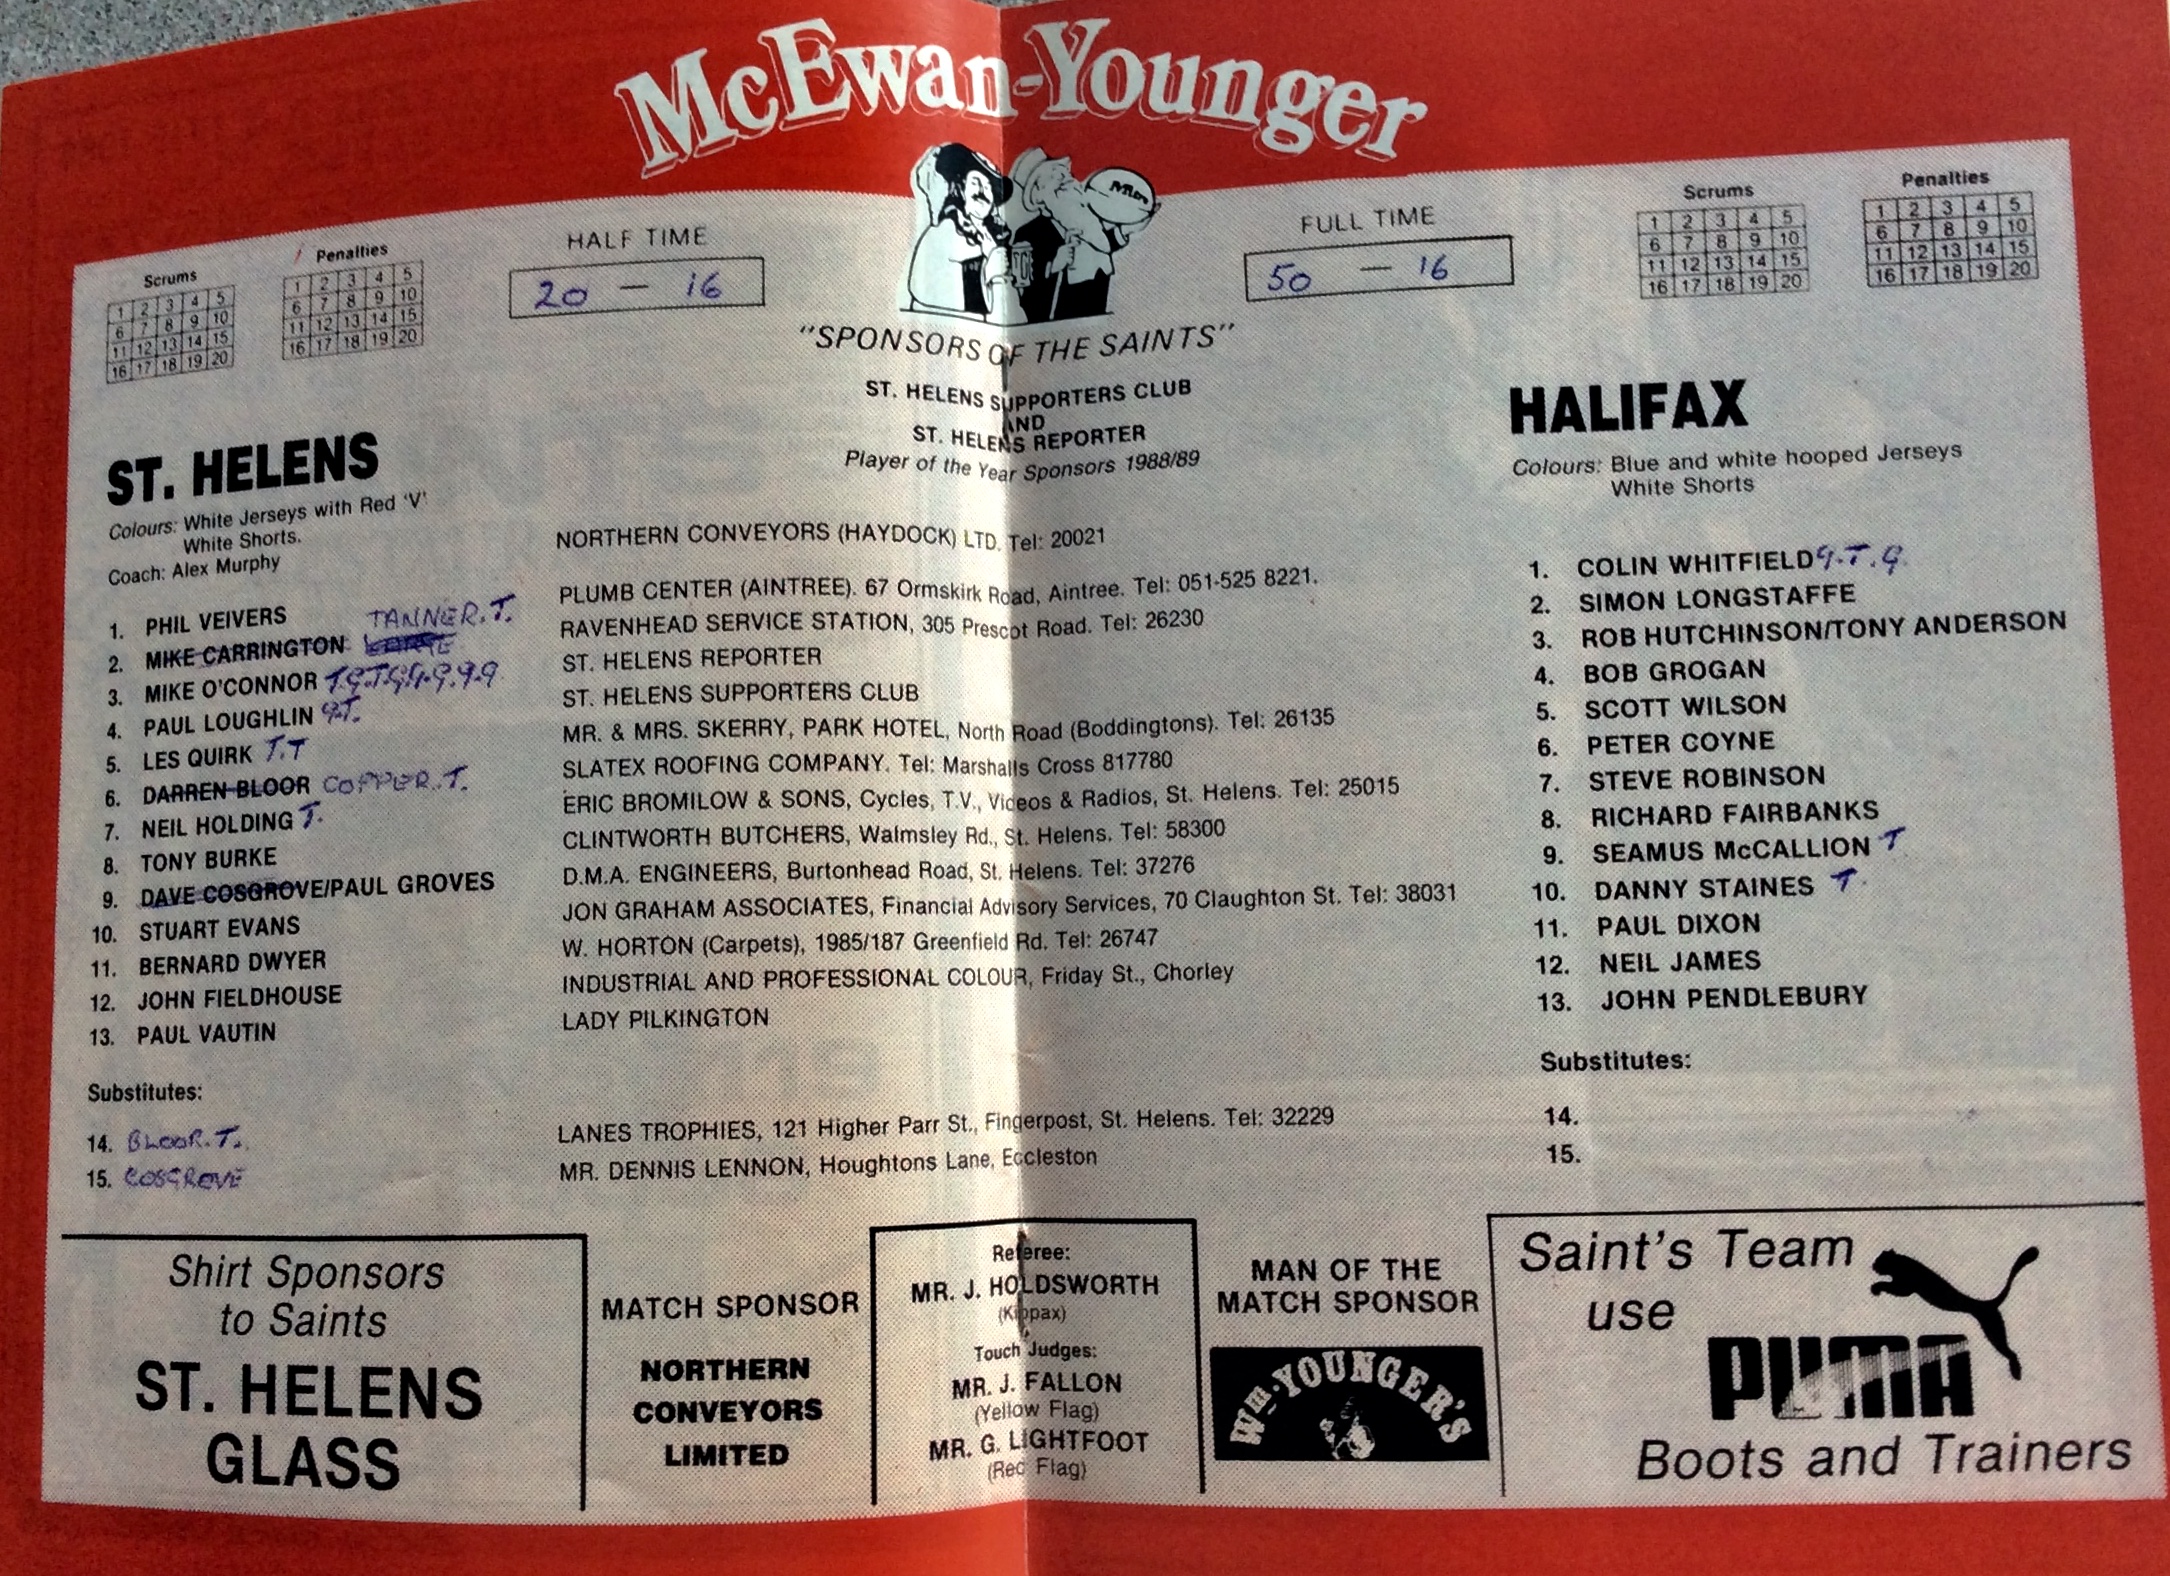 McEwan-Younger
Scrums
1 2 3 4 5
6 7 8 9 10
11 12 13 14 15
16 17 18 19 20
Penalties
1 2 3 4 5
6 7 8 9 10
11 12 13 14 15
16 17 18 19 20
HALF TIME
20 — 16
FULL TIME
50 — 16
Scrums
1 2 3 4 5
6 7 8 9 10
11 12 13 14 15
16 17 18 19 20
Penalties
1 2 3 4 5
6 7 8 9 10
11 12 13 14 15
16 17 18 19 20
"SPONSORS OF THE SAINTS"
ST. HELENS SUPPORTERS CLUB
AND
ST. HELENS REPORTER
Player of the Year Sponsors 1988/89
ST. HELENS
Colours: White Jerseys with Red 'V'
White Shorts.
Coach: Alex Murphy
1. PHIL VEIVERS
2. MIKE CARRINGTON TANNER.T.
3. MIKE O'CONNOR
4. PAUL LOUGHLIN G.T.
5. LES QUIRK T.T
6. DARREN BLOOR COOPER.T.
7. NEIL HOLDING T.
8. TONY BURKE
9. DAVE COSGROVE/PAUL GROVES
10. STUART EVANS
11. BERNARD DWYER
12. JOHN FIELDHOUSE
13. PAUL VAUTIN
Substitutes:
14. BLOOR.T.
15. COSGROVE
NORTHERN CONVEYORS (HAYDOCK) LTD. Tel: 20021
PLUMB CENTER (AINTREE). 67 Ormskirk Road, Aintree. Tel: 051-525 8221.
RAVENHEAD SERVICE STATION, 305 Prescot Road. Tel: 26230
ST. HELENS REPORTER
ST. HELENS SUPPORTERS CLUB
MR. & MRS. SKERRY, PARK HOTEL, North Road (Boddingtons). Tel: 26135
SLATEX ROOFING COMPANY. Tel: Marshalls Cross 817780
ERIC BROMILOW & SONS, Cycles, T.V., Videos & Radios, St. Helens. Tel: 25015
CLINTWORTH BUTCHERS, Walmsley Rd., St. Helens. Tel: 58300
D.M.A. ENGINEERS, Burtonhead Road, St. Helens. Tel: 37276
JON GRAHAM ASSOCIATES, Financial Advisory Services, 70 Claughton St. Tel: 38031
W. HORTON (Carpets), 1985/187 Greenfield Rd. Tel: 26747
INDUSTRIAL AND PROFESSIONAL COLOUR, Friday St., Chorley
LADY PILKINGTON
LANES TROPHIES, 121 Higher Parr St., Fingerpost, St. Helens. Tel: 32229
MR. DENNIS LENNON, Houghtons Lane, Eccleston
HALIFAX
Colours: Blue and white hooped Jerseys
White Shorts
1. COLIN WHITFIELD G.T.G.
2. SIMON LONGSTAFFE
3. ROB HUTCHINSON/TONY ANDERSON
4. BOB GROGAN
5. SCOTT WILSON
6. PETER COYNE
7. STEVE ROBINSON
8. RICHARD FAIRBANKS
9. SEAMUS McCALLION T
10. DANNY STAINES T.
11. PAUL DIXON
12. NEIL JAMES
13. JOHN PENDLEBURY
Substitutes:
14.
15.
Shirt Sponsors
to Saints
ST. HELENS
GLASS
MATCH SPONSOR
NORTHERN
CONVEYORS
LIMITED
Referee:
MR. J. HOLDSWORTH
(Kippax)
Touch Judges:
MR. J. FALLON
(Yellow Flag)
MR. G. LIGHTFOOT
(Red Flag)
MAN OF THE
MATCH SPONSOR
Wm. YOUNGER'S
Saint's Team
use
PUMA
Boots and Trainers